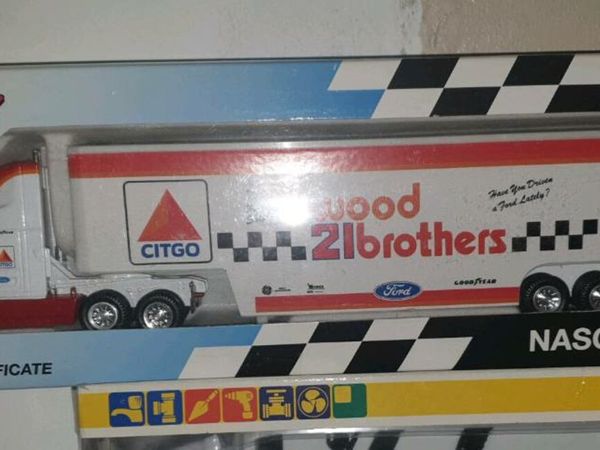 CITGO
wood
21brothers
Have You Driven
a Ford Lately?
Ford
GOODYEAR
CITGO
FICATE
NASC